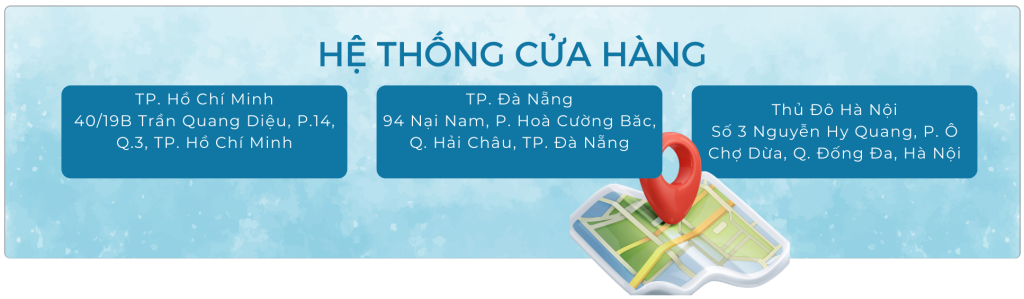 HỆ THỐNG CỬA HÀNG
TP. Hồ Chí Minh
40/19B Trần Quang Diệu, P.14,
Q.3, TP. Hồ Chí Minh
TP. Đà Nẵng
94 Nại Nam, P. Hoà Cường Băc,
Q. Hải Châu, TP. Đà Nẵng
Thủ Đô Hà Nội
Số 3 Nguyễn Hy Quang, P. Ô
Chợ Dừa, Q. Đống Đa, Hà Nội